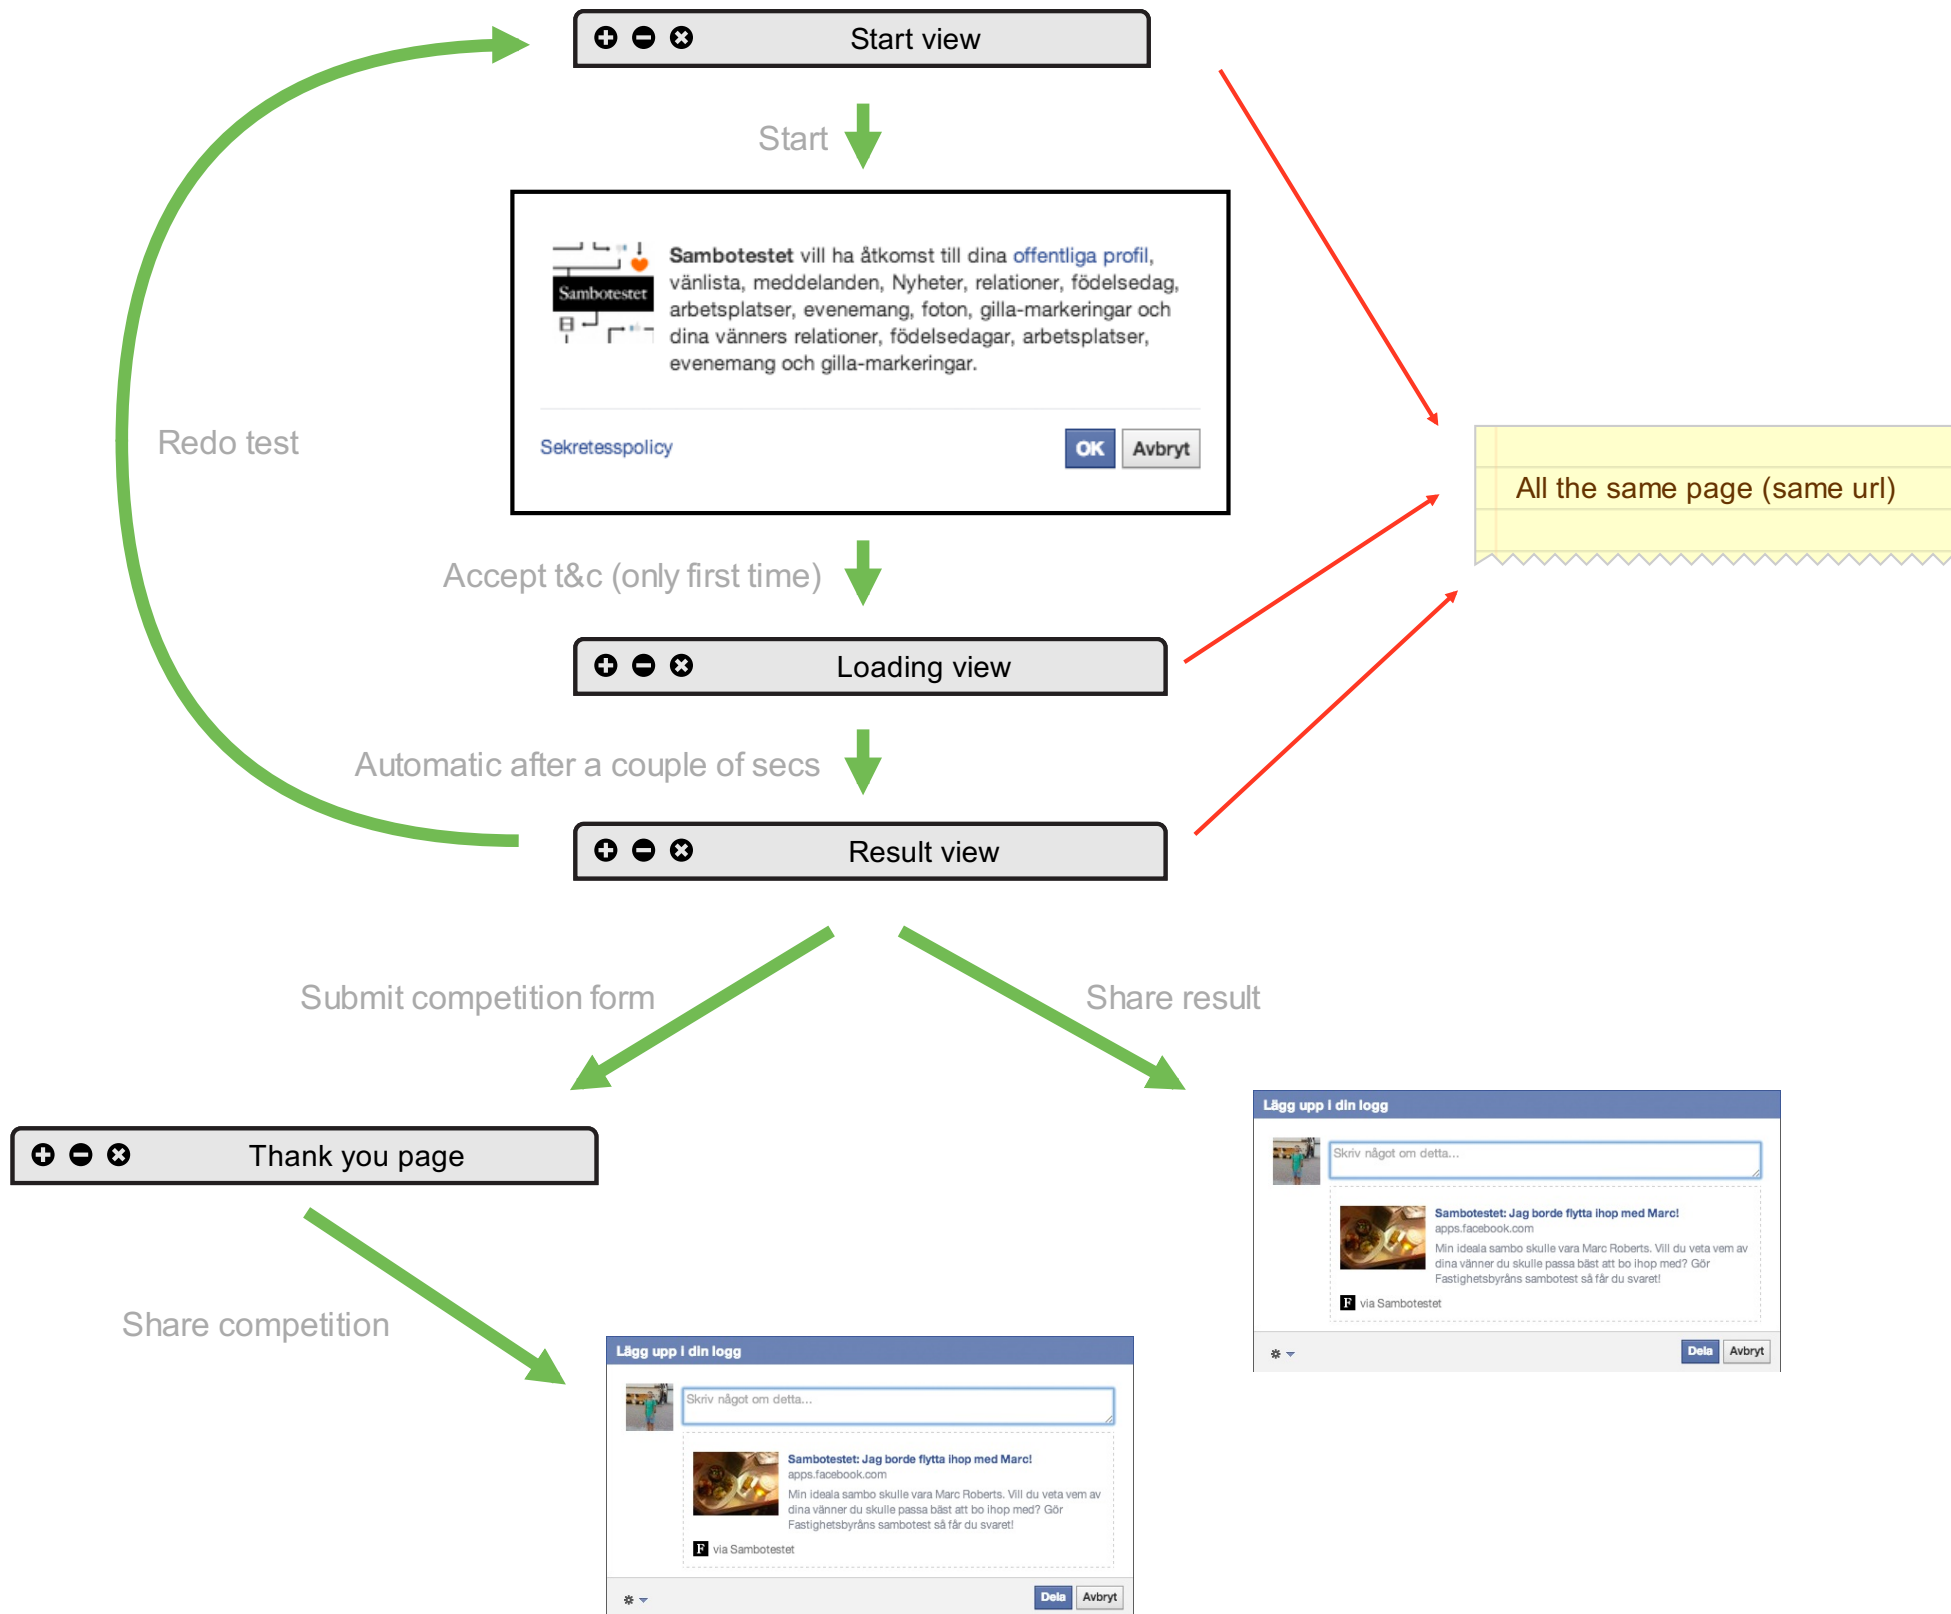 Start view
Start
Sambotestet
Sambotestet vill ha åtkomst till dina offentliga profil,
vänlista, meddelanden, Nyheter, relationer, födelsedag,
arbetsplatser, evenemang, foton, gilla-markeringar och
dina vänners relationer, födelsedagar, arbetsplatser,
evenemang och gilla-markeringar.
Sekretesspolicy
OK
Avbryt
Redo test
All the same page (same url)
Accept t&c (only first time)
Loading view
Automatic after a couple of secs
Result view
Submit competition form
Share result
Thank you page
Share competition
Lägg upp i din logg
Skriv något om detta...
Sambotestet: Jag borde flytta ihop med Marc!
apps.facebook.com
Min ideala sambo skulle vara Marc Roberts. Vill du veta vem av
dina vänner du skulle passa bäst att bo ihop med? Gör
Fastighetsbyråns sambotest så får du svaret!
F via Sambotestet
Dela
Avbryt
Lägg upp i din logg
Skriv något om detta...
Sambotestet: Jag borde flytta ihop med Marc!
apps.facebook.com
Min ideala sambo skulle vara Marc Roberts. Vill du veta vem av
dina vänner du skulle passa bäst att bo ihop med? Gör
Fastighetsbyråns sambotest så får du svaret!
F via Sambotestet
Dela
Avbryt